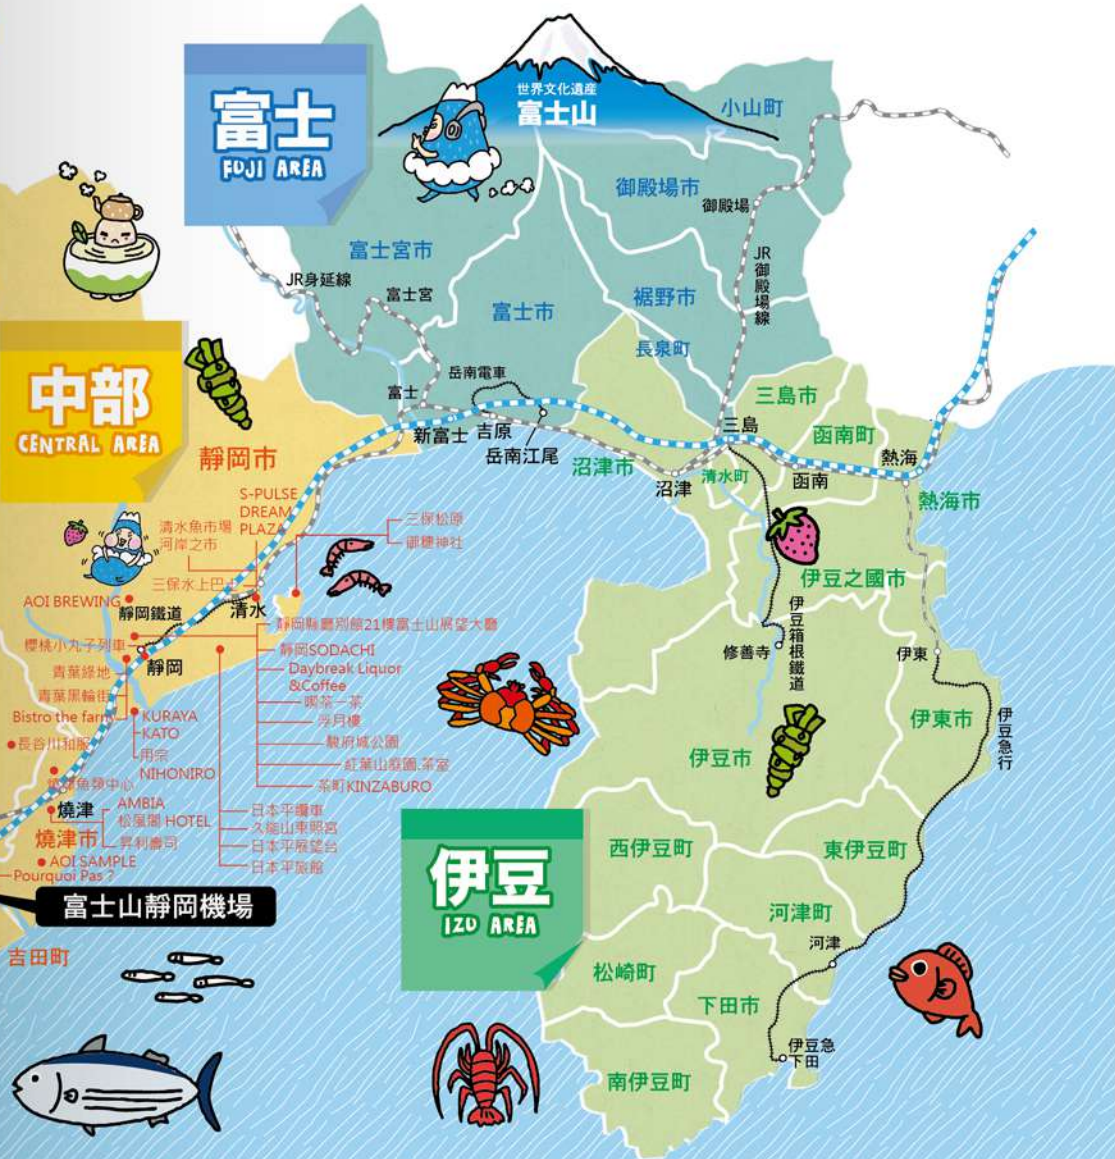 富士
FUJI AREA
世界文化遺産
富士山
小山町
御殿場市
御殿場
富士宮市
JR身延線
富士宮
JR御殿場線
裾野市
富士市
長泉町
中部
CENTRAL AREA
岳南電車
富士
三島市
新富士
吉原
三島
函南町
岳南江尾
靜岡市
沼津市
熱海
沼津
清水町
函南
熱海市
S-PULSE
DREAM
PLAZA
三保松原
清水魚市場
河岸之市
御穗神社
三保水上巴士
伊豆之國市
AOI BREWING
靜岡鐵道
清水
靜岡縣廳別館21樓富士山展望大廳
伊豆箱根鐵道
櫻桃小丸子列車
靜岡SODACHI
修善寺
伊東
靜岡
青葉綠地
Daybreak Liquor
&Coffee
青葉黑輪街
喫茶一茶
Bistro the farm
KURAYA
KATO
浮月樓
伊東市
伊豆急行
長谷川和服
駿府城公園
用宗
NIHONIRO
紅葉山庭園.茶室
伊豆市
燒津魚類中心
茶町KINZABURO
燒津
AMBIA
松風閣 HOTEL
日本平纜車
久能山東照宮
燒津市
昇利壽司
日本平展望台
AOI SAMPLE
日本平旅館
Pourquoi Pas ?
伊豆
IZU AREA
西伊豆町
東伊豆町
富士山靜岡機場
河津町
河津
吉田町
松崎町
下田市
伊豆急
下田
南伊豆町